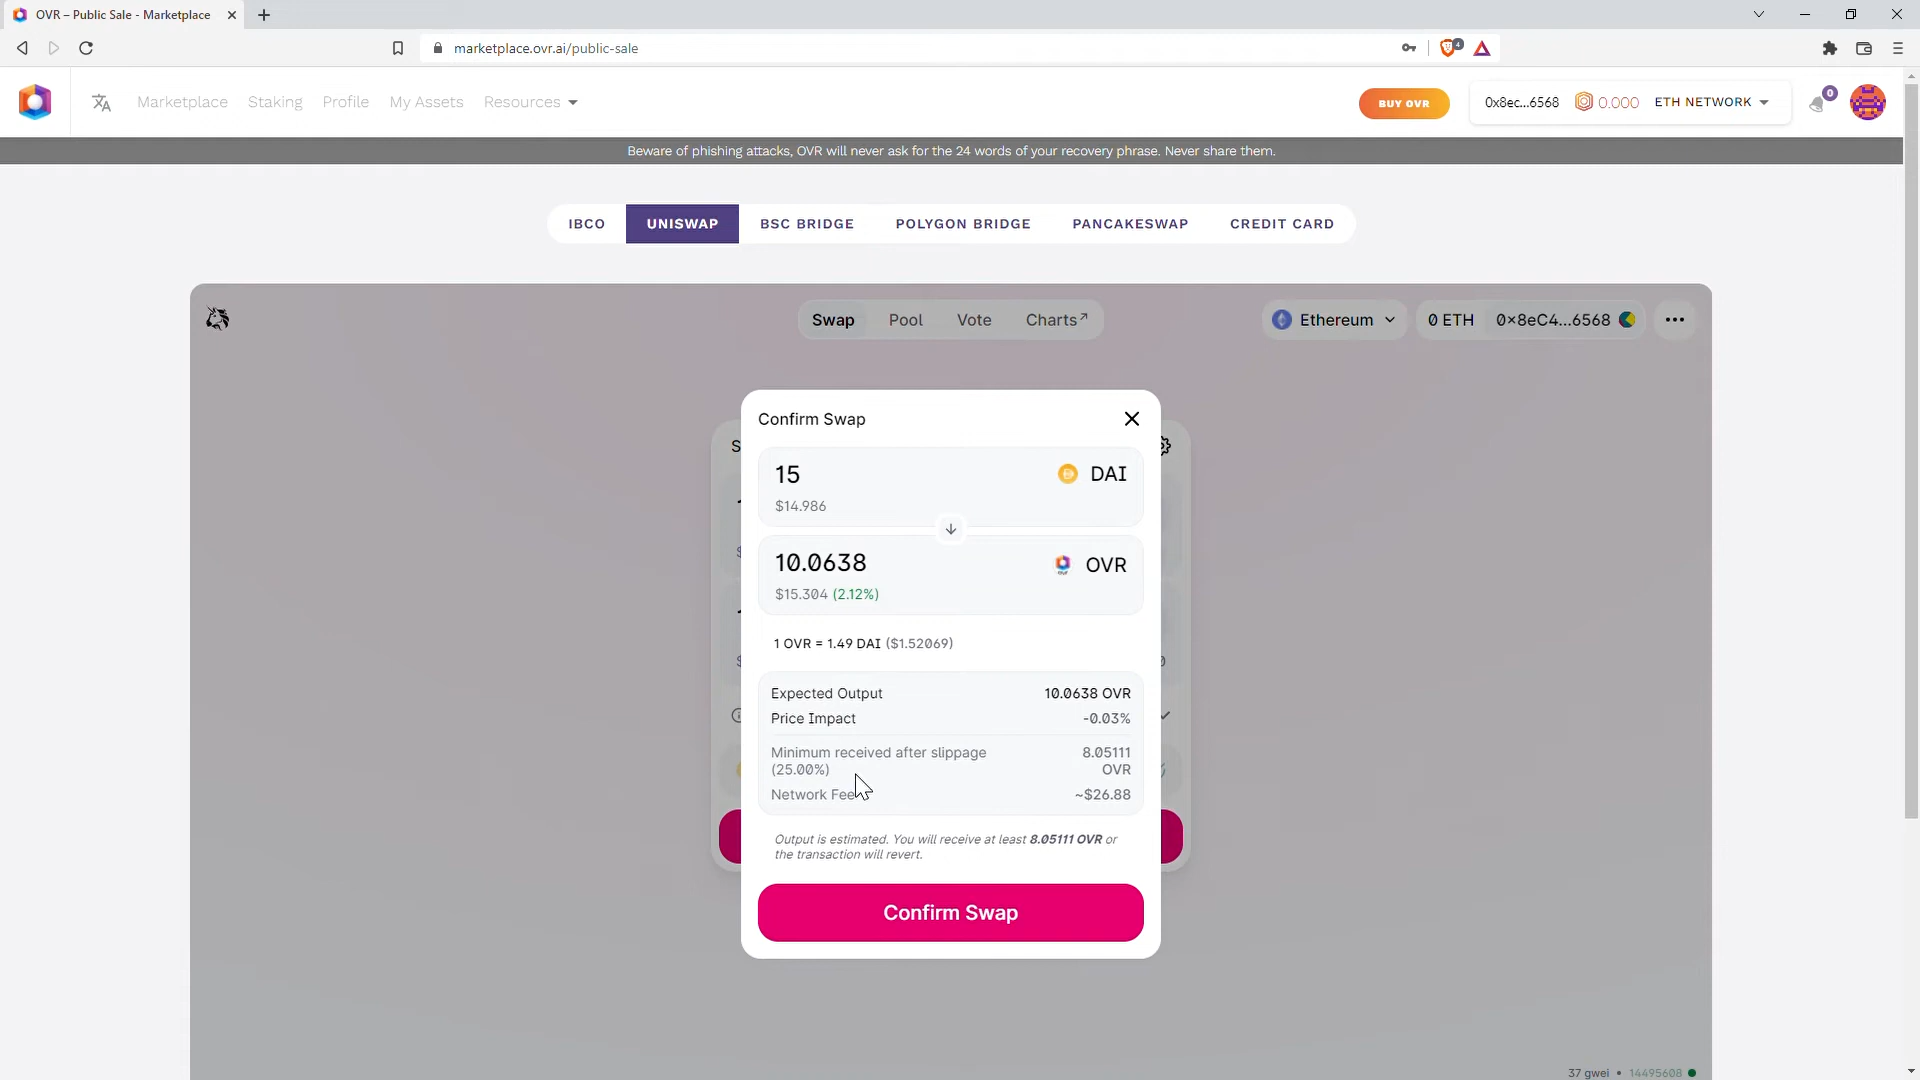 OVR – Public Sale - Marketplace
marketplace.ovr.ai/public-sale
4
Marketplace Staking Profile My Assets Resources
BUY OVR
0x8ec...6568 0.000 ETH NETWORK
0
Beware of phishing attacks, OVR will never ask for the 24 words of your recovery phrase. Never share them.
IBCO UNISWAP BSC BRIDGE POLYGON BRIDGE PANCAKESWAP CREDIT CARD
Swap Pool Vote Charts↗
Ethereum 0 ETH 0x8eC4...6568
Confirm Swap
15 DAI
$14.986
10.0638 OVR
$15.304 (2.12%)
1 OVR = 1.49 DAI ($1.52069)
Expected Output 10.0638 OVR
Price Impact -0.03%
Minimum received after slippage 8.05111
(25.00%) OVR
Network Fee ~$26.88
Output is estimated. You will receive at least 8.05111 OVR or
the transaction will revert.
Confirm Swap
37 gwei • 14495608